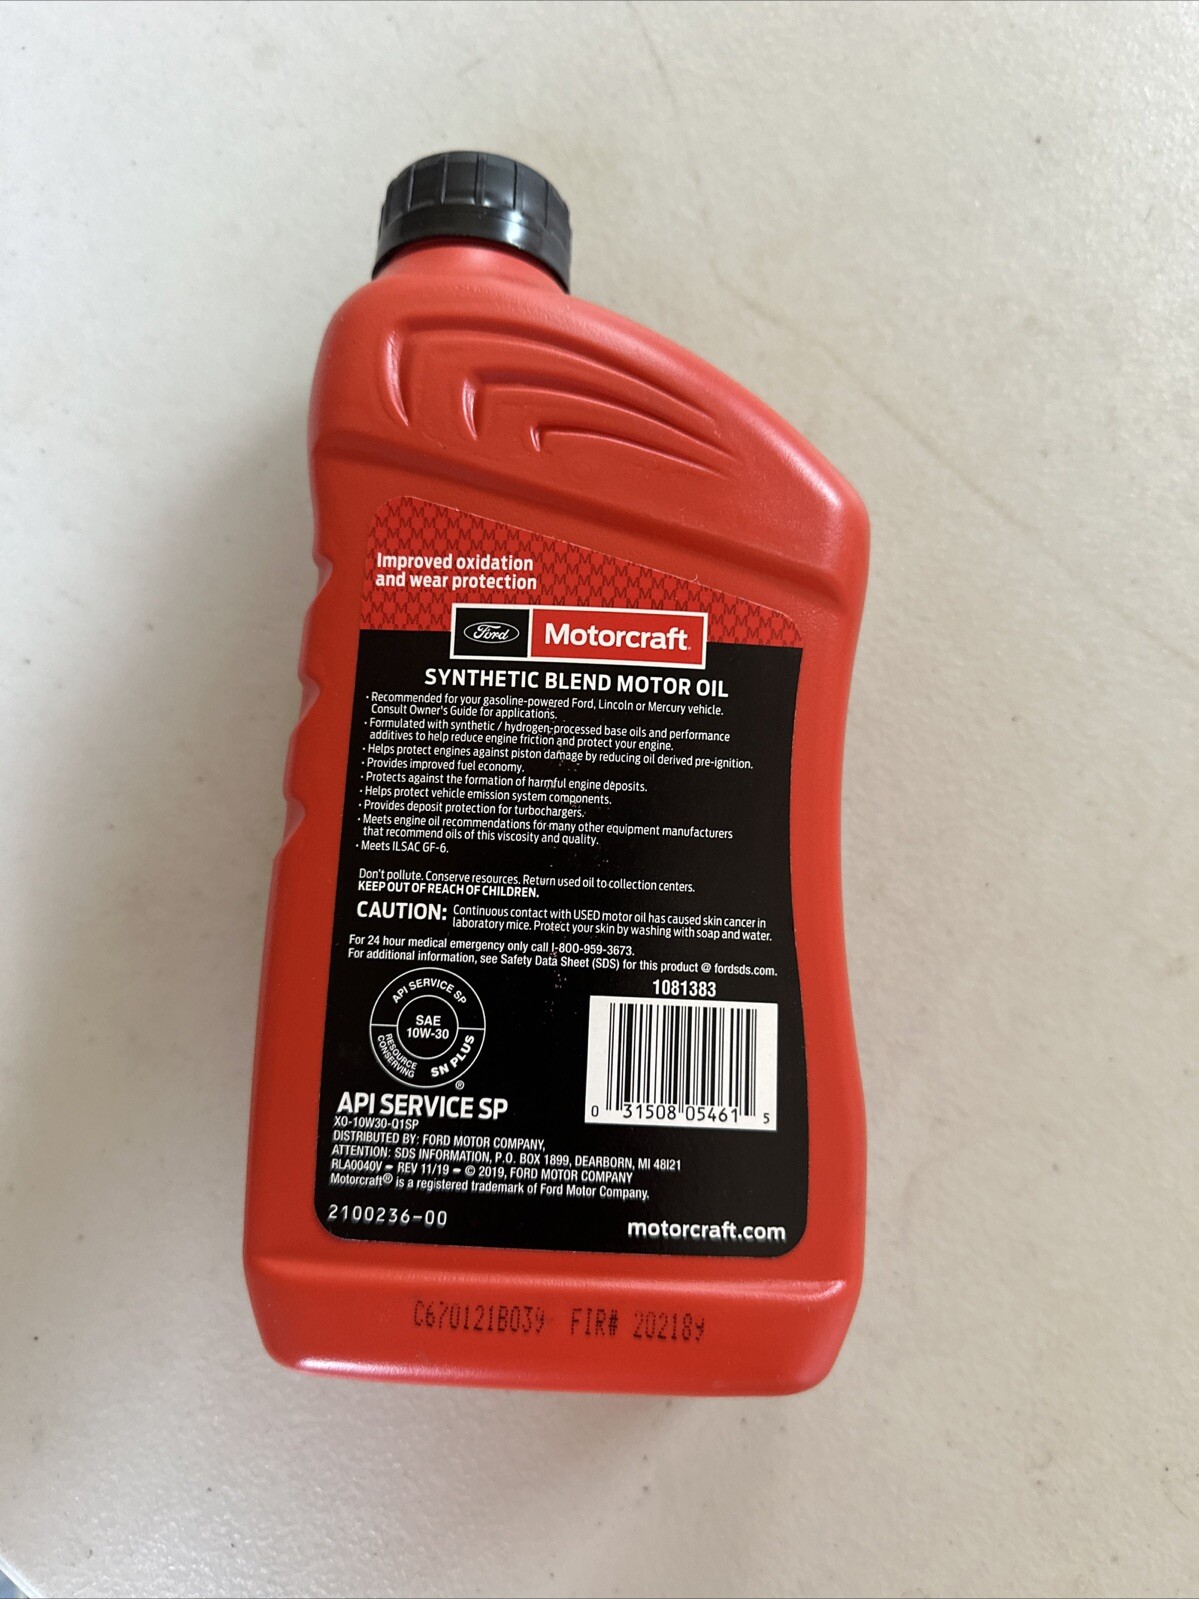 Improved oxidation
and wear protection
Ford Motorcraft®
SYNTHETIC BLEND MOTOR OIL
• Recommended for your gasoline-powered Ford, Lincoln or Mercury vehicle.
Consult Owner's Guide for applications.
• Formulated with synthetic / hydrogen-processed base oils and performance
additives to help reduce engine friction and protect your engine.
• Helps protect engines against piston damage by reducing oil derived pre-ignition.
• Provides improved fuel economy.
• Protects against the formation of harmful engine deposits.
• Helps protect vehicle emission system components.
• Provides deposit protection for turbochargers.
• Meets engine oil recommendations for many other equipment manufacturers
that recommend oils of this viscosity and quality.
• Meets ILSAC GF-6.
Don't pollute. Conserve resources. Return used oil to collection centers.
KEEP OUT OF REACH OF CHILDREN.
CAUTION: Continuous contact with USED motor oil has caused skin cancer in
laboratory mice. Protect your skin by washing with soap and water.
For 24 hour medical emergency only call 1-800-959-3673.
For additional information, see Safety Data Sheet (SDS) for this product @ fordsds.com.
1081383
API SERVICE SP
SAE
10W-30
RESOURCE
CONSERVING
SN PLUS
®
0 31508 05461 5
API SERVICE SP
XO-10W30-Q1SP
DISTRIBUTED BY: FORD MOTOR COMPANY,
ATTENTION: SDS INFORMATION, P.O. BOX 1899, DEARBORN, MI 48121
RLA0040V – REV 11/19 – © 2019, FORD MOTOR COMPANY
Motorcraft® is a registered trademark of Ford Motor Company.
2100236-00
motorcraft.com
C670121B039 FIR# 202189